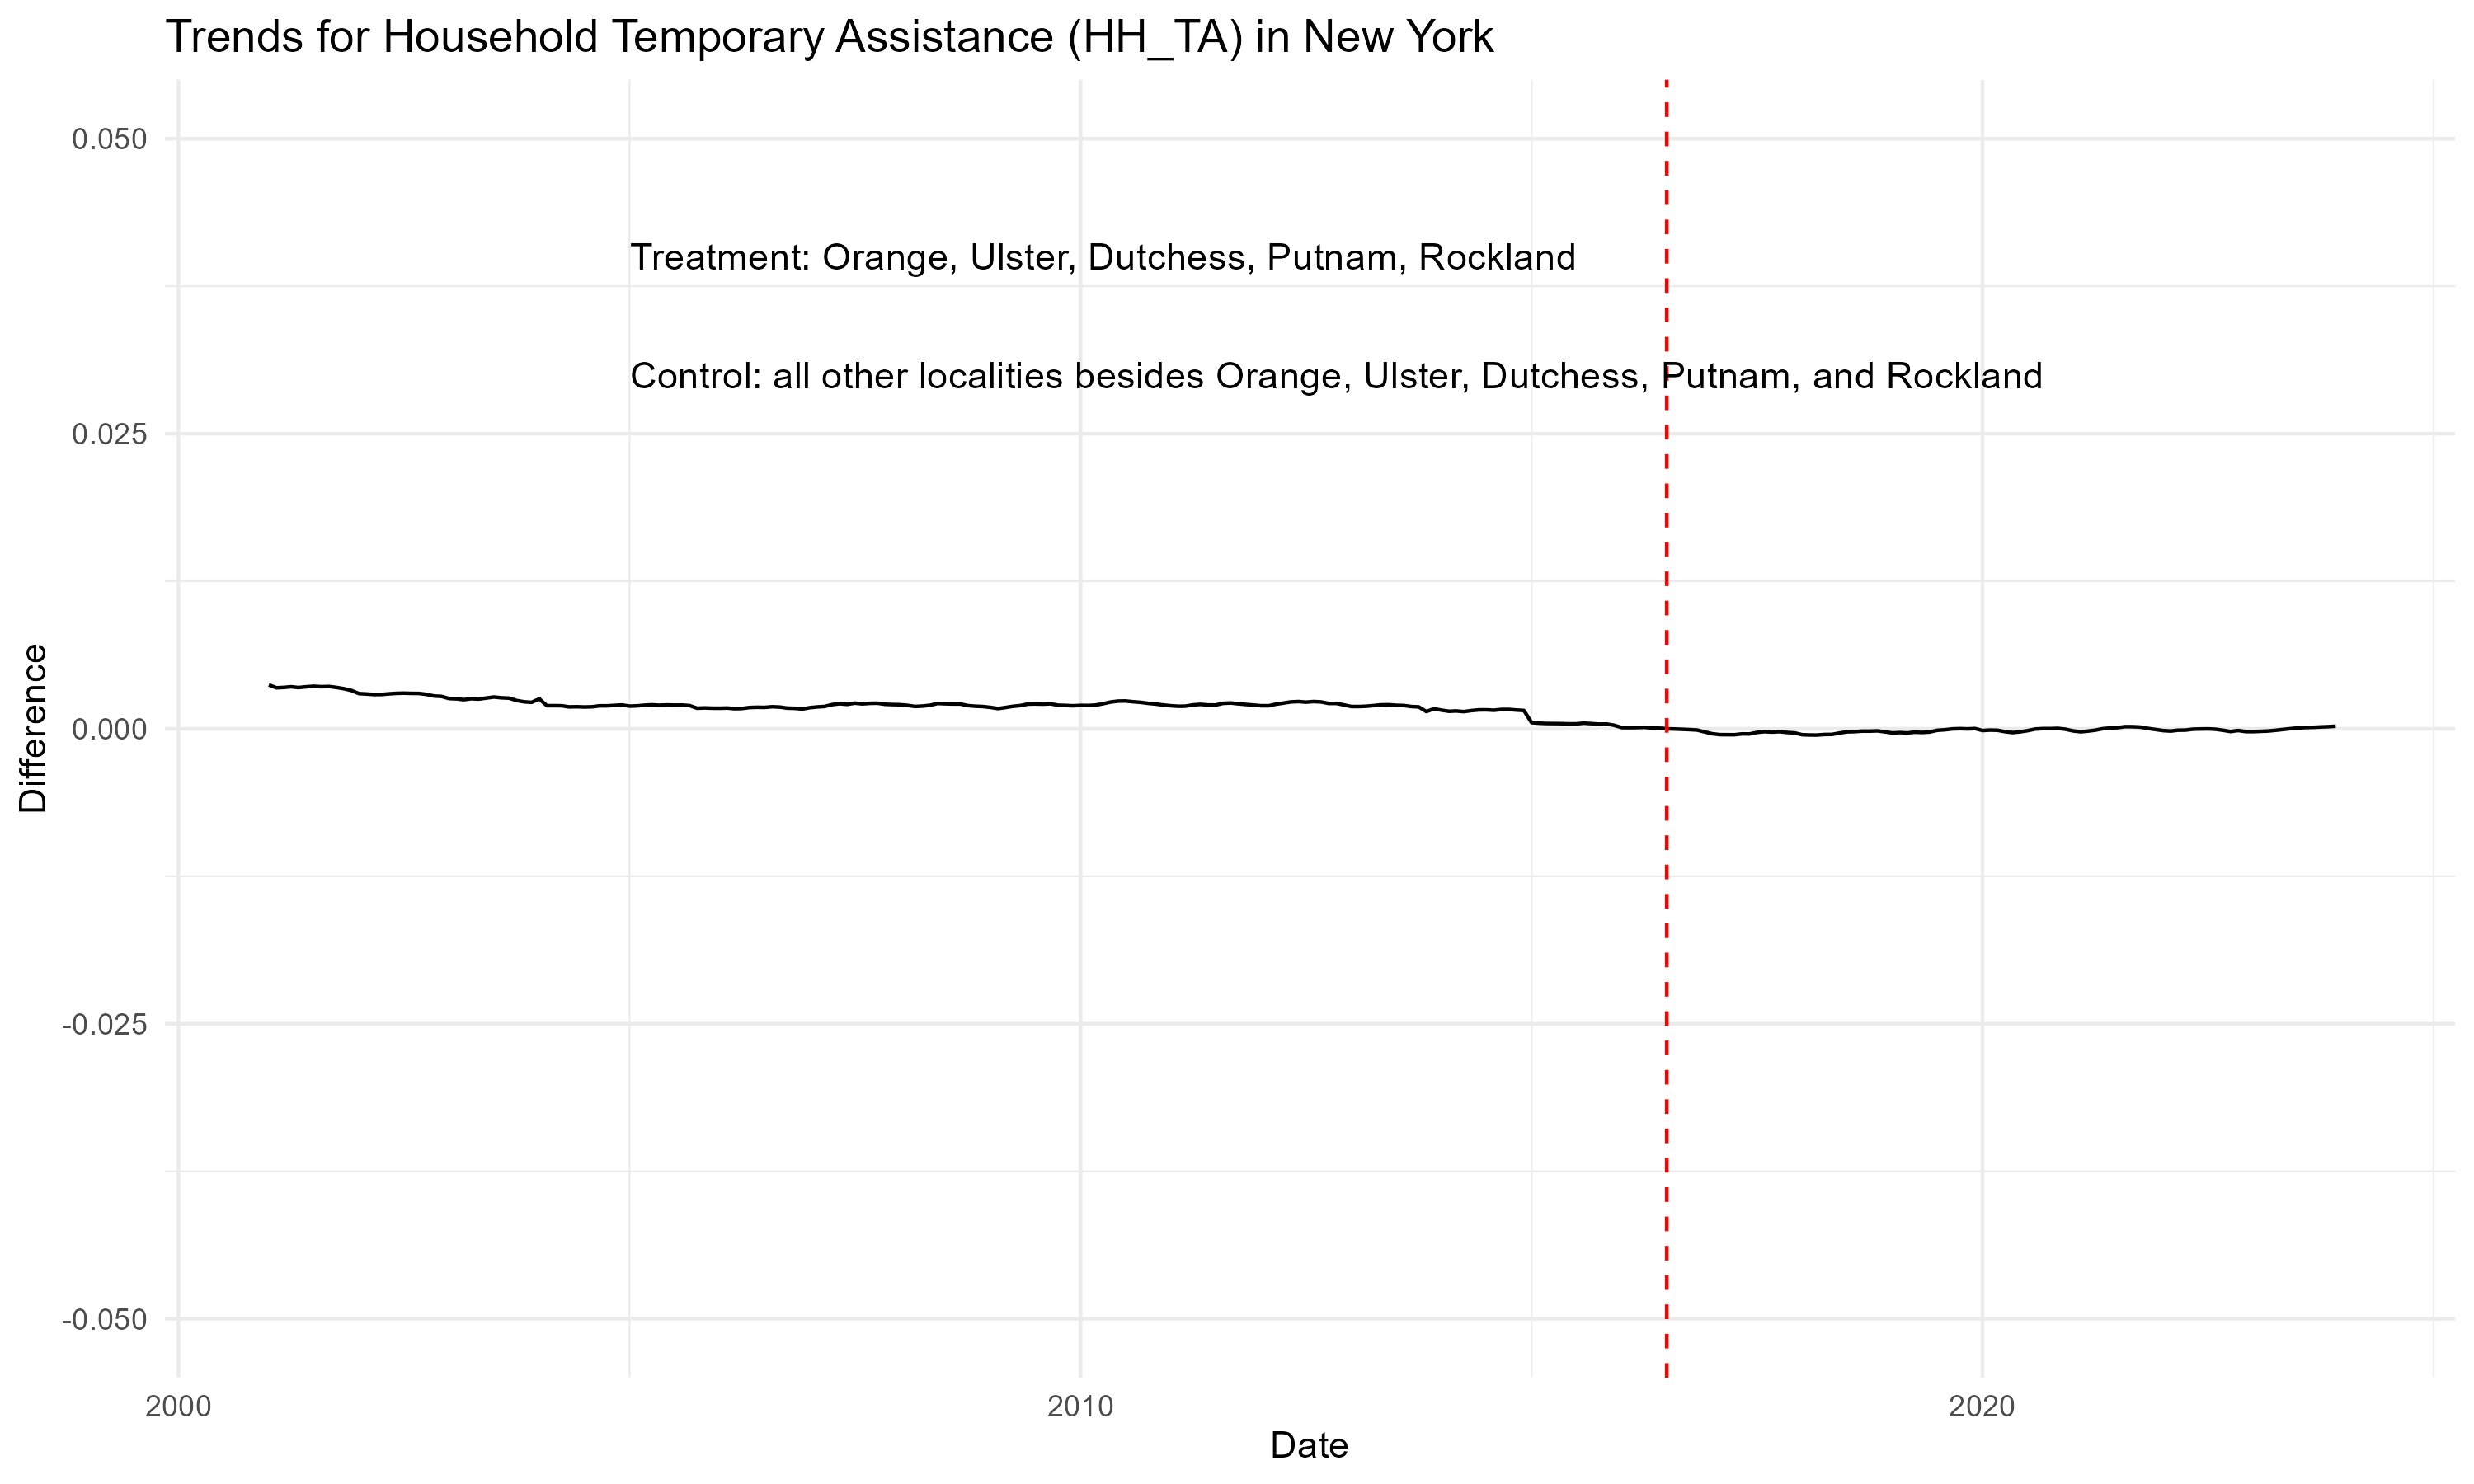 Trends for Household Temporary Assistance (HH_TA) in New York
0.050
Treatment: Orange, Ulster, Dutchess, Putnam, Rockland
Control: all other localities besides Orange, Ulster, Dutchess, Putnam, and Rockland
0.025
Difference
0.000
-0.025
-0.050
2000 2010 2020
Date